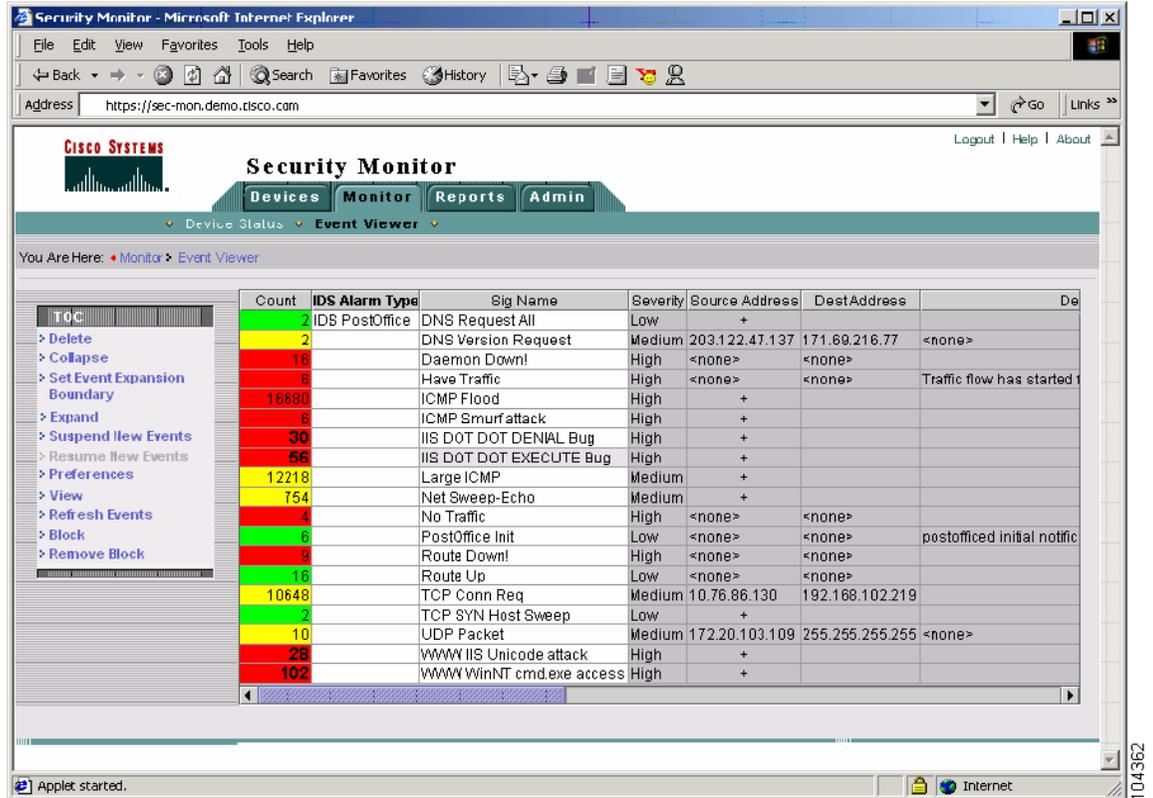 Security Monitor - Microsoft Internet Explorer
File Edit View Favorites Tools Help
Back Search Favorites History
Address https://sec-mon.demo.cisco.com Go Links »
CISCO SYSTEMS
Logout | Help | About
Security Monitor
Devices Monitor Reports Admin
Device Status Event Viewer
You Are Here: Monitor > Event Viewer
TOC
Delete
Collapse
Set Event Expansion
Boundary
Expand
Suspend New Events
Resume New Events
Preferences
View
Refresh Events
Block
Remove Block
Count IDS Alarm Type Sig Name Severity Source Address Dest Address De
2 IDS PostOffice DNS Request All Low +
2 DNS Version Request Medium 203.122.47.137 171.69.216.77 <none>
16 Daemon Down! High <none> <none>
6 Have Traffic High <none> <none> Traffic flow has started t
16680 ICMP Flood High +
6 ICMP Smurf attack High +
30 IIS DOT DOT DENIAL Bug High +
56 IIS DOT DOT EXECUTE Bug High +
12218 Large ICMP Medium +
754 Net Sweep-Echo Medium +
4 No Traffic High <none> <none>
6 PostOffice Init Low <none> <none> postofficed initial notific
9 Route Down! High <none> <none>
16 Route Up Low <none> <none>
10648 TCP Conn Req Medium 10.76.86.130 192.168.102.219
2 TCP SYN Host Sweep Low +
10 UDP Packet Medium 172.20.103.109 255.255.255.255 <none>
28 WWW IIS Unicode attack High +
102 WWW WinNT cmd.exe access High +
Applet started. Internet
104362